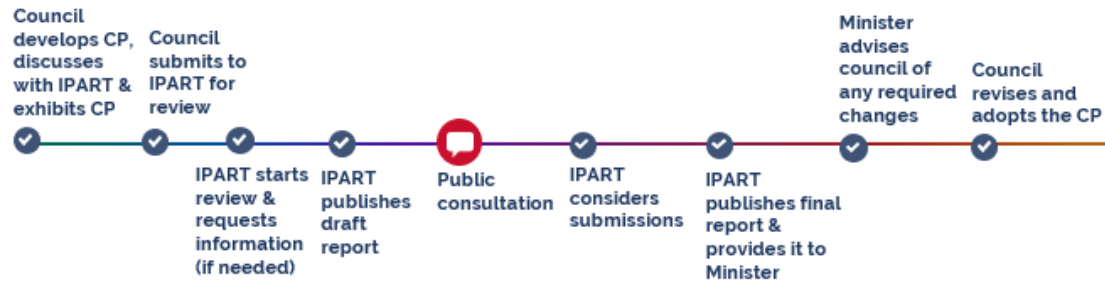 Council
develops CP,
discusses
with IPART &
exhibits CP
Council
submits to
IPART for
review
IPART starts
review &
requests
information
(if needed)
IPART
publishes
draft
report
Public
consultation
IPART
considers
submissions
IPART
publishes final
report &
provides it to
Minister
Minister
advises
council of
any required
changes
Council
revises and
adopts the CP